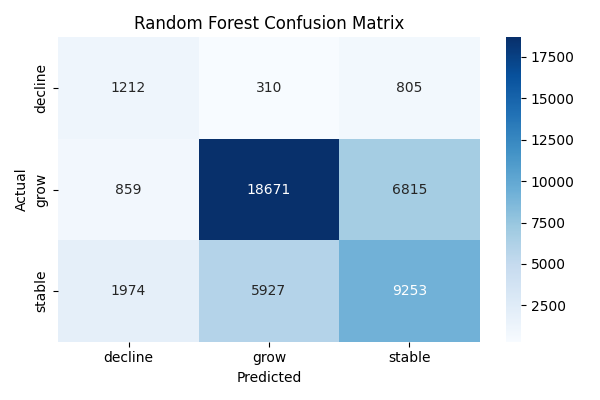 Random Forest Confusion Matrix
Actual
decline
grow
stable
1212 310 805
859 18671 6815
1974 5927 9253
decline grow stable
Predicted
17500
15000
12500
10000
7500
5000
2500